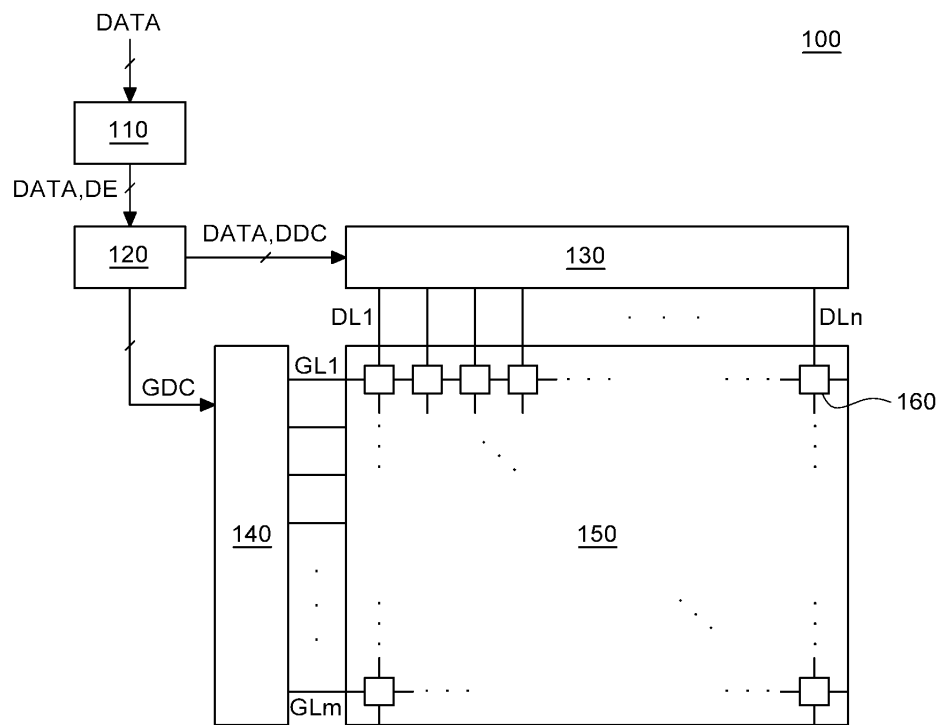 DATA
100
110
DATA,DE
120
DATA,DDC
130
DL1
DLn
GL1
GDC
160
140
150
GLm